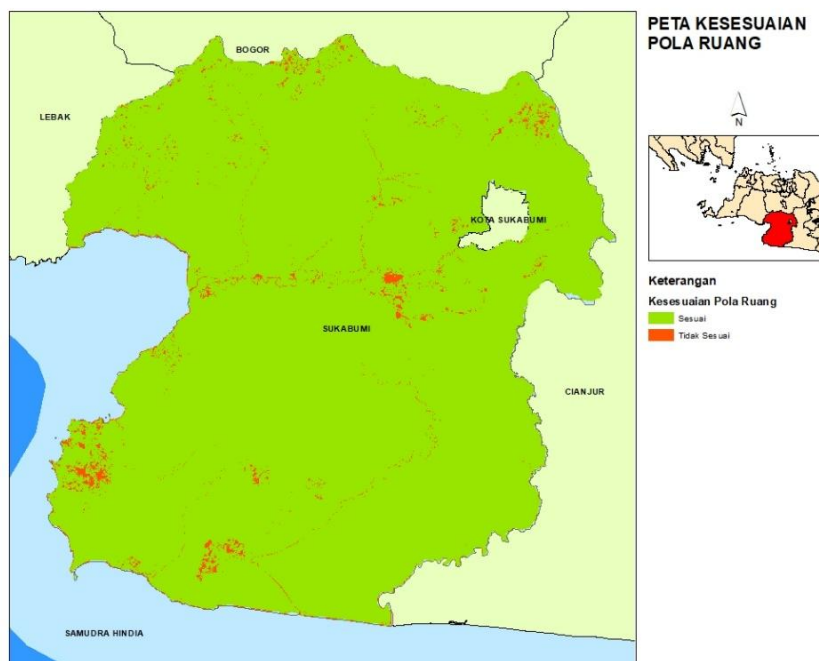 PETA KESESUAIAN
POLA RUANG
N
Keterangan
Kesesuaian Pola Ruang
Sesuai
Tidak Sesuai
BOGOR
LEBAK
KOTA SUKABUMI
SUKABUMI
CIANJUR
SAMUDRA HINDIA